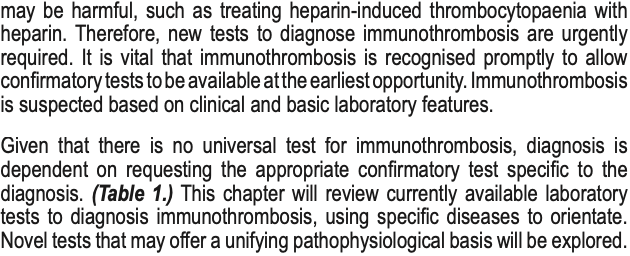 may be harmful, such as treating heparin-induced thrombocytopaenia with
heparin. Therefore, new tests to diagnose immunothrombosis are urgently
required. It is vital that immunothrombosis is recognised promptly to allow
confirmatory tests to be available at the earliest opportunity. Immunothrombosis
is suspected based on clinical and basic laboratory features.
Given that there is no universal test for immunothrombosis, diagnosis is
dependent on requesting the appropriate confirmatory test specific to the
diagnosis. (Table 1.) This chapter will review currently available laboratory
tests to diagnosis immunothrombosis, using specific diseases to orientate.
Novel tests that may offer a unifying pathophysiological basis will be explored.